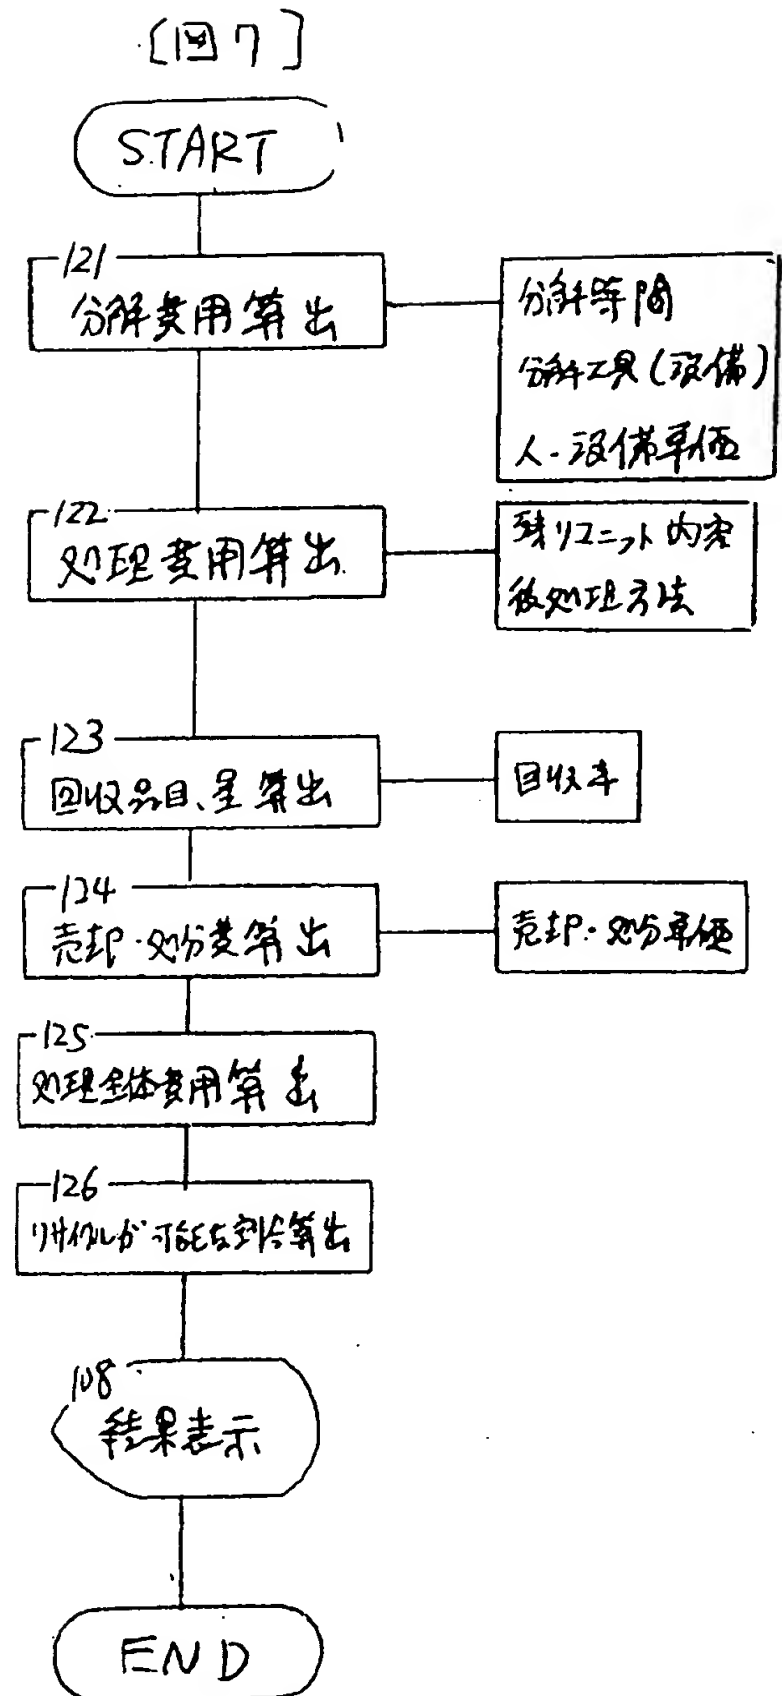 [図7]
START
121
分解費用算出
分解時間
分解工具(設備)
人・設備単価
122
処理費用算出
残りユニット内容
後処理方法
123
回収品目、量算出
回収率
124
売却・処分費算出
売却・処分単価
125
処理全体費用算出
126
リサイクルが可能な割合算出
108
結果表示
END